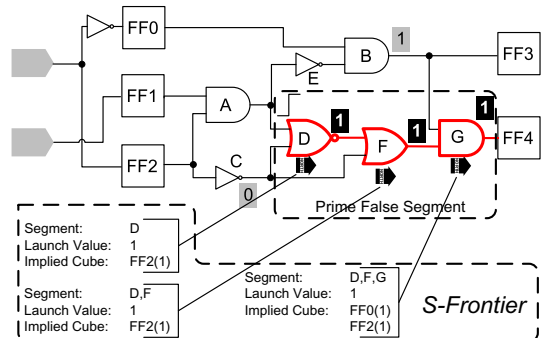 FF0
B
1
FF3
E
FF1
A
1
1
1
D
F
G
FF4
FF2
C
0
Prime False Segment
Segment: D
Launch Value: 1
Implied Cube: FF2(1)
Segment: D,F
Launch Value: 1
Implied Cube: FF2(1)
Segment: D,F,G
Launch Value: 1
Implied Cube: FF0(1)
FF2(1)
S-Frontier